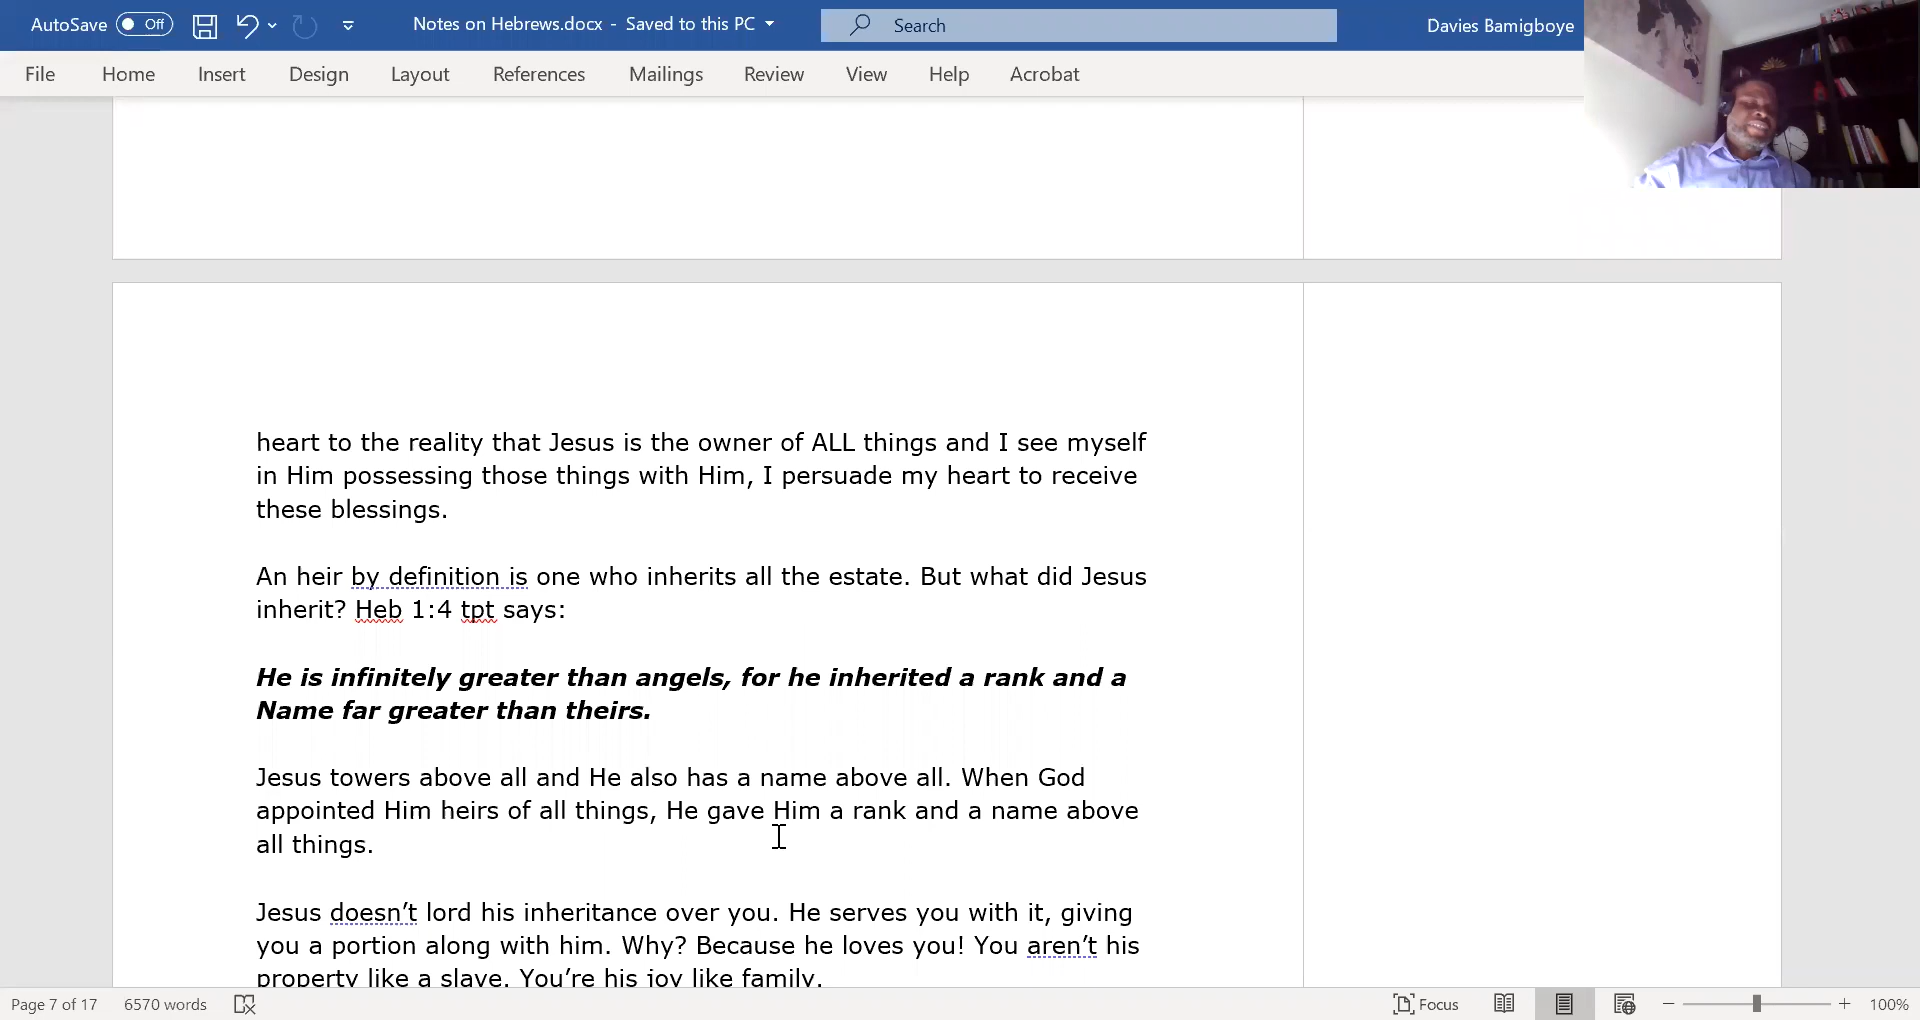 AutoSave Off Notes on Hebrews.docx - Saved to this PC Search Davies Bamigboye
File Home Insert Design Layout References Mailings Review View Help Acrobat
heart to the reality that Jesus is the owner of ALL things and I see myself
in Him possessing those things with Him, I persuade my heart to receive
these blessings.
An heir by definition is one who inherits all the estate. But what did Jesus
inherit? Heb 1:4 tpt says:
He is infinitely greater than angels, for he inherited a rank and a
Name far greater than theirs.
Jesus towers above all and He also has a name above all. When God
appointed Him heirs of all things, He gave Him a rank and a name above
all things.
Jesus doesn’t lord his inheritance over you. He serves you with it, giving
you a portion along with him. Why? Because he loves you! You aren’t his
property like a slave. You’re his joy like family.
Page 7 of 17 6570 words Focus 100%